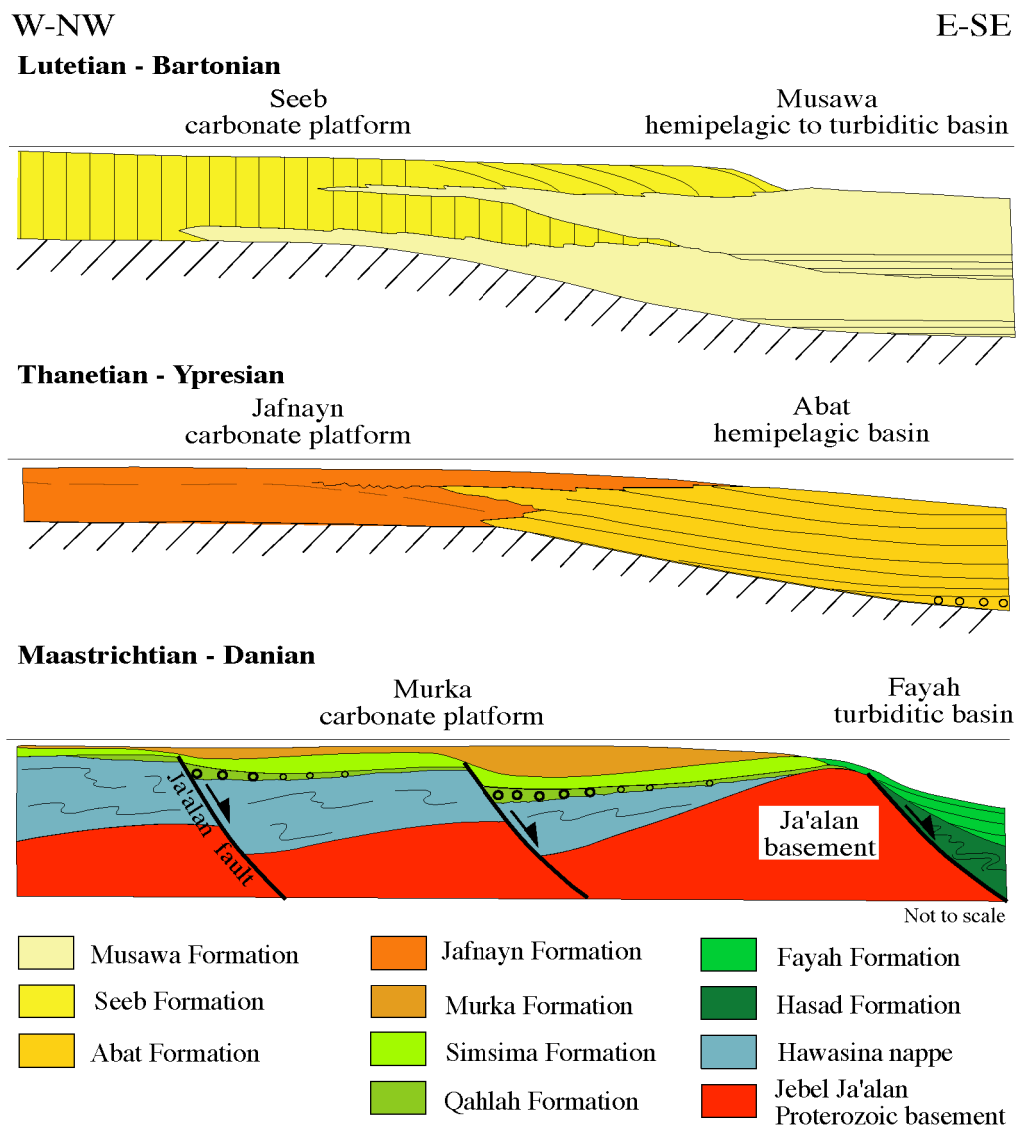 W-NW
E-SE
Lutetian - Bartonian
Seeb
carbonate platform
Musawa
hemipelagic to turbiditic basin
Thanetian - Ypresian
Jafnayn
carbonate platform
Abat
hemipelagic basin
Maastrichtian - Danian
Murka
carbonate platform
Fayah
turbiditic basin
Ja'alan fault
Ja'alan
basement
Not to scale
Musawa Formation
Seeb Formation
Abat Formation
Jafnayn Formation
Murka Formation
Simsima Formation
Qahlah Formation
Fayah Formation
Hasad Formation
Hawasina nappe
Jebel Ja'alan
Proterozoic basement